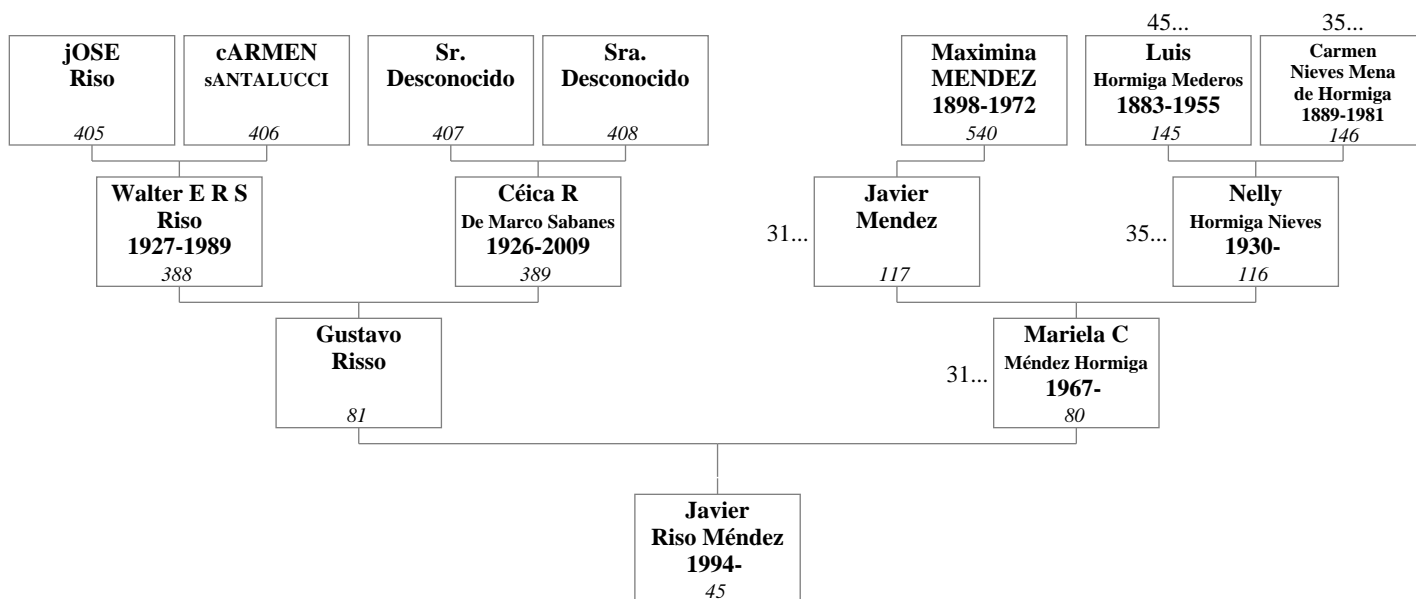 45...
35...
jOSE
Riso
405
cARMEN
sANTALUCCI
406
Sr.
Desconocido
407
Sra.
Desconocido
408
Maximina
MENDEZ
1898-1972
540
Luis
Hormiga Mederos
1883-1955
145
Carmen
Nieves Mena
de Hormiga
1889-1981
146
Walter E R S
Riso
1927-1989
388
Céica R
De Marco Sabanes
1926-2009
389
31...
Javier
Mendez
117
35...
Nelly
Hormiga Nieves
1930-
116
Gustavo
Risso
81
31...
Mariela C
Méndez Hormiga
1967-
80
Javier
Riso Méndez
1994-
45